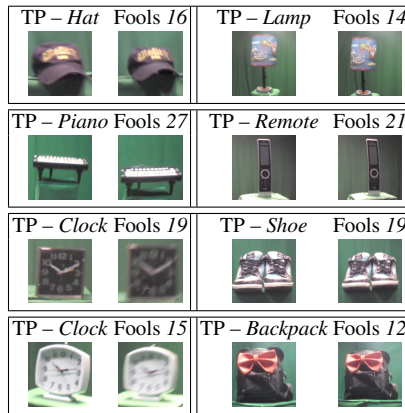 TP – Hat Fools 16
TP – Lamp Fools 14
TP – Piano Fools 27
TP – Remote Fools 21
TP – Clock Fools 19
TP – Shoe Fools 19
TP – Clock Fools 15
TP – Backpack Fools 12